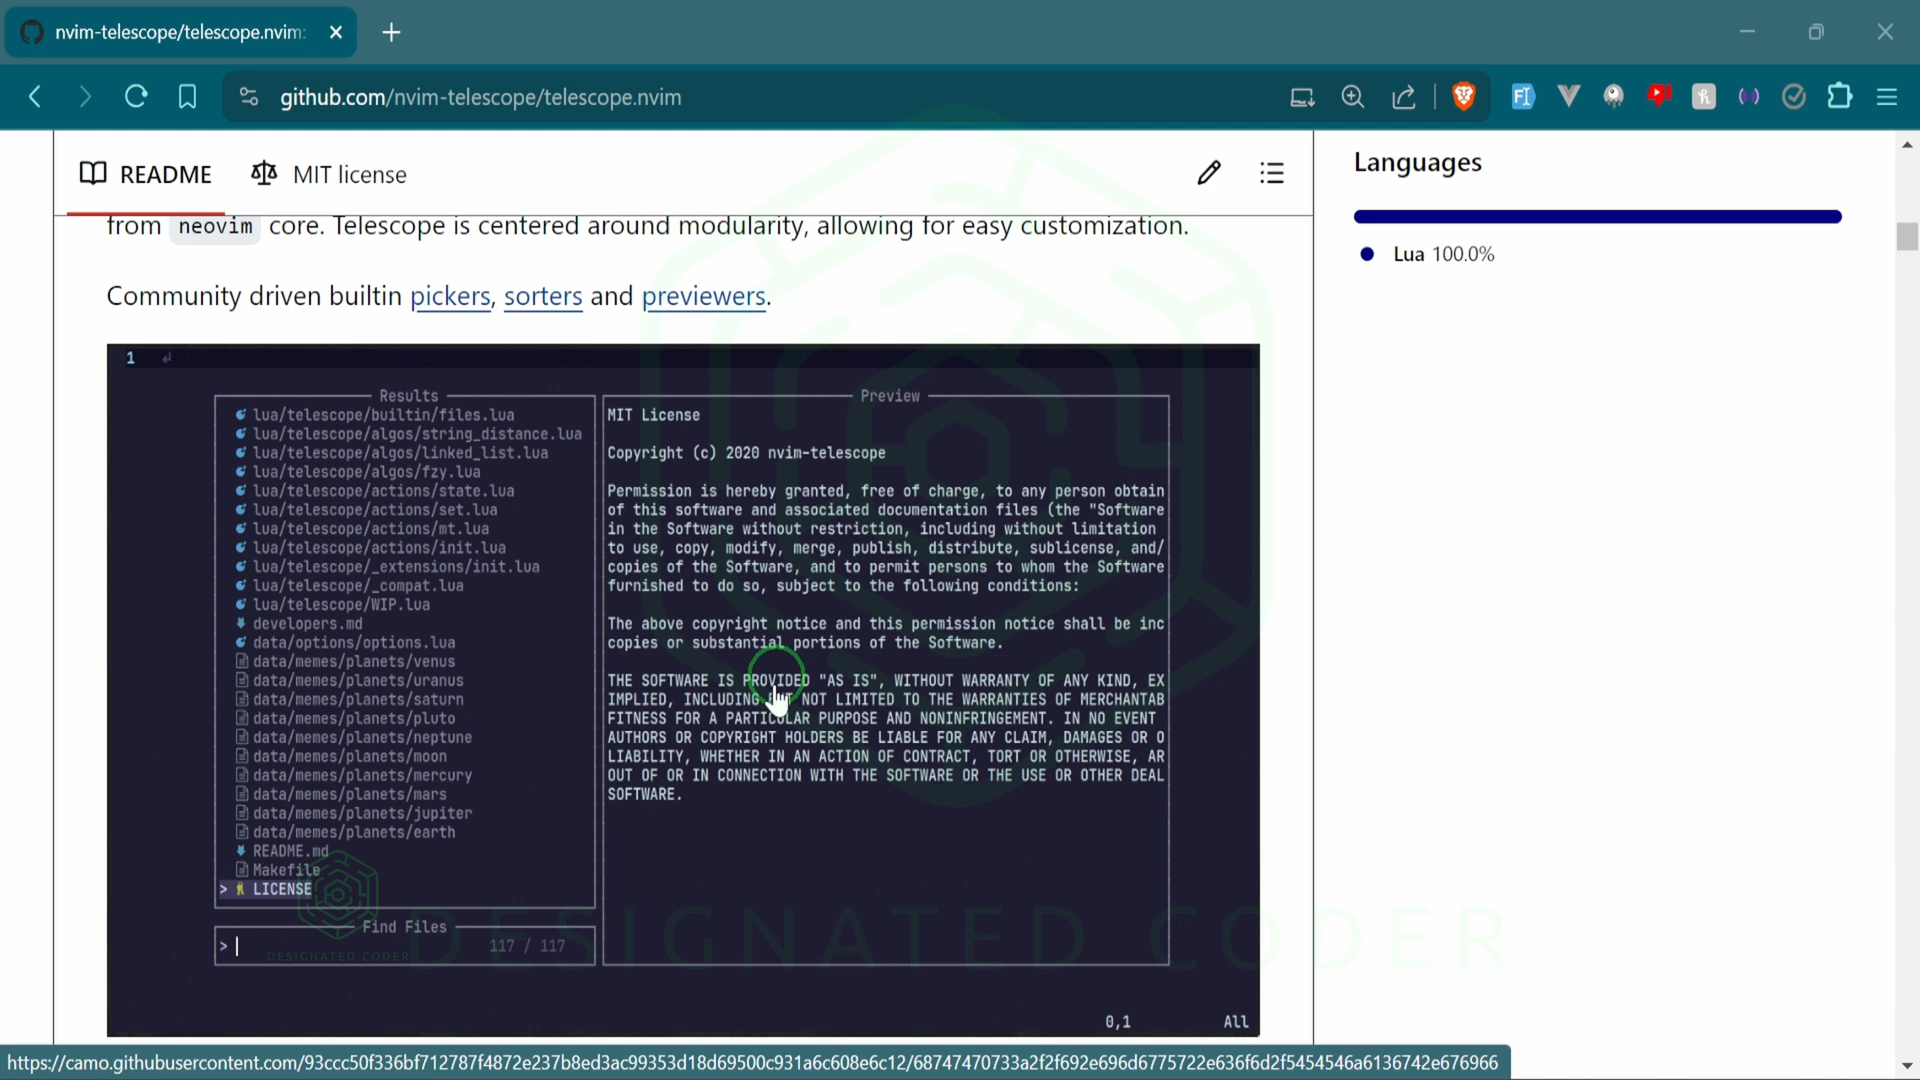 nvim-telescope/telescope.nvim:
github.com/nvim-telescope/telescope.nvim
README
MIT license
from neovim core. Telescope is centered around modularity, allowing for easy customization.
Community driven builtin pickers, sorters and previewers.
Languages
Lua 100.0%
1
Results
lua/telescope/builtin/files.lua
lua/telescope/algos/string_distance.lua
lua/telescope/algos/linked_list.lua
lua/telescope/algos/fzy.lua
lua/telescope/actions/state.lua
lua/telescope/actions/set.lua
lua/telescope/actions/mt.lua
lua/telescope/actions/init.lua
lua/telescope/_extensions/init.lua
lua/telescope/_compat.lua
lua/telescope/WIP.lua
developers.md
data/options/options.lua
data/memes/planets/venus
data/memes/planets/uranus
data/memes/planets/saturn
data/memes/planets/pluto
data/memes/planets/neptune
data/memes/planets/moon
data/memes/planets/mercury
data/memes/planets/mars
data/memes/planets/jupiter
data/memes/planets/earth
README.md
Makefile
> LICENSE
Find Files
> 117 / 117
Preview
MIT License
Copyright (c) 2020 nvim-telescope
Permission is hereby granted, free of charge, to any person obtain
of this software and associated documentation files (the "Software
in the Software without restriction, including without limitation
to use, copy, modify, merge, publish, distribute, sublicense, and/
copies of the Software, and to permit persons to whom the Software
furnished to do so, subject to the following conditions:
The above copyright notice and this permission notice shall be inc
copies or substantial portions of the Software.
THE SOFTWARE IS PROVIDED "AS IS", WITHOUT WARRANTY OF ANY KIND, EX
IMPLIED, INCLUDING BUT NOT LIMITED TO THE WARRANTIES OF MERCHANTAB
FITNESS FOR A PARTICULAR PURPOSE AND NONINFRINGEMENT. IN NO EVENT
AUTHORS OR COPYRIGHT HOLDERS BE LIABLE FOR ANY CLAIM, DAMAGES OR O
LIABILITY, WHETHER IN AN ACTION OF CONTRACT, TORT OR OTHERWISE, AR
OUT OF OR IN CONNECTION WITH THE SOFTWARE OR THE USE OR OTHER DEAL
SOFTWARE.
DESIGNATED CODER
DESIGNATED CODER
0,1 All
https://camo.githubusercontent.com/93ccc50f336bf712787f4872e237b8ed3ac99353d18d69500c931a6c608e6c12/68747470733a2f2f692e696d6775722e636f6d2f5454546a6136742e676966